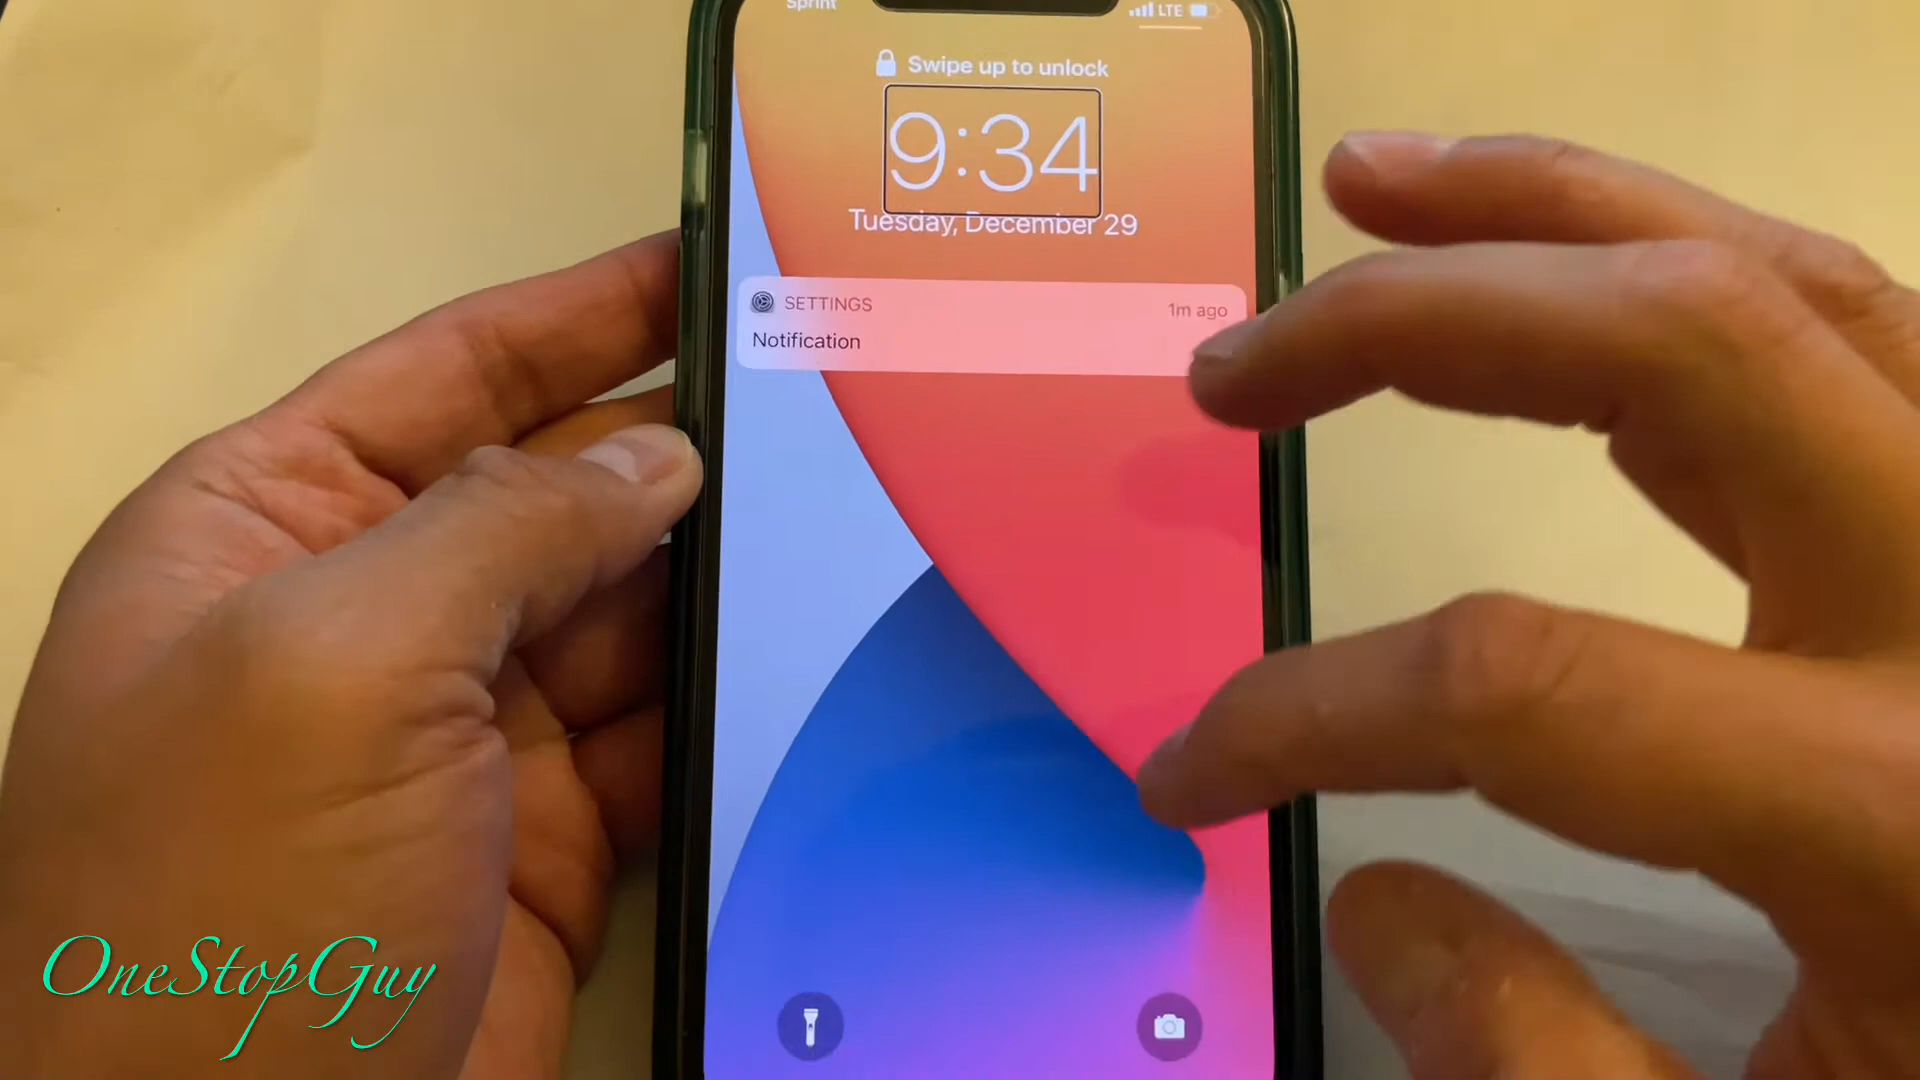 Sprint
LTE
Swipe up to unlock
9:34
Tuesday, December 29
SETTINGS
1m ago
Notification
OneStopGuy